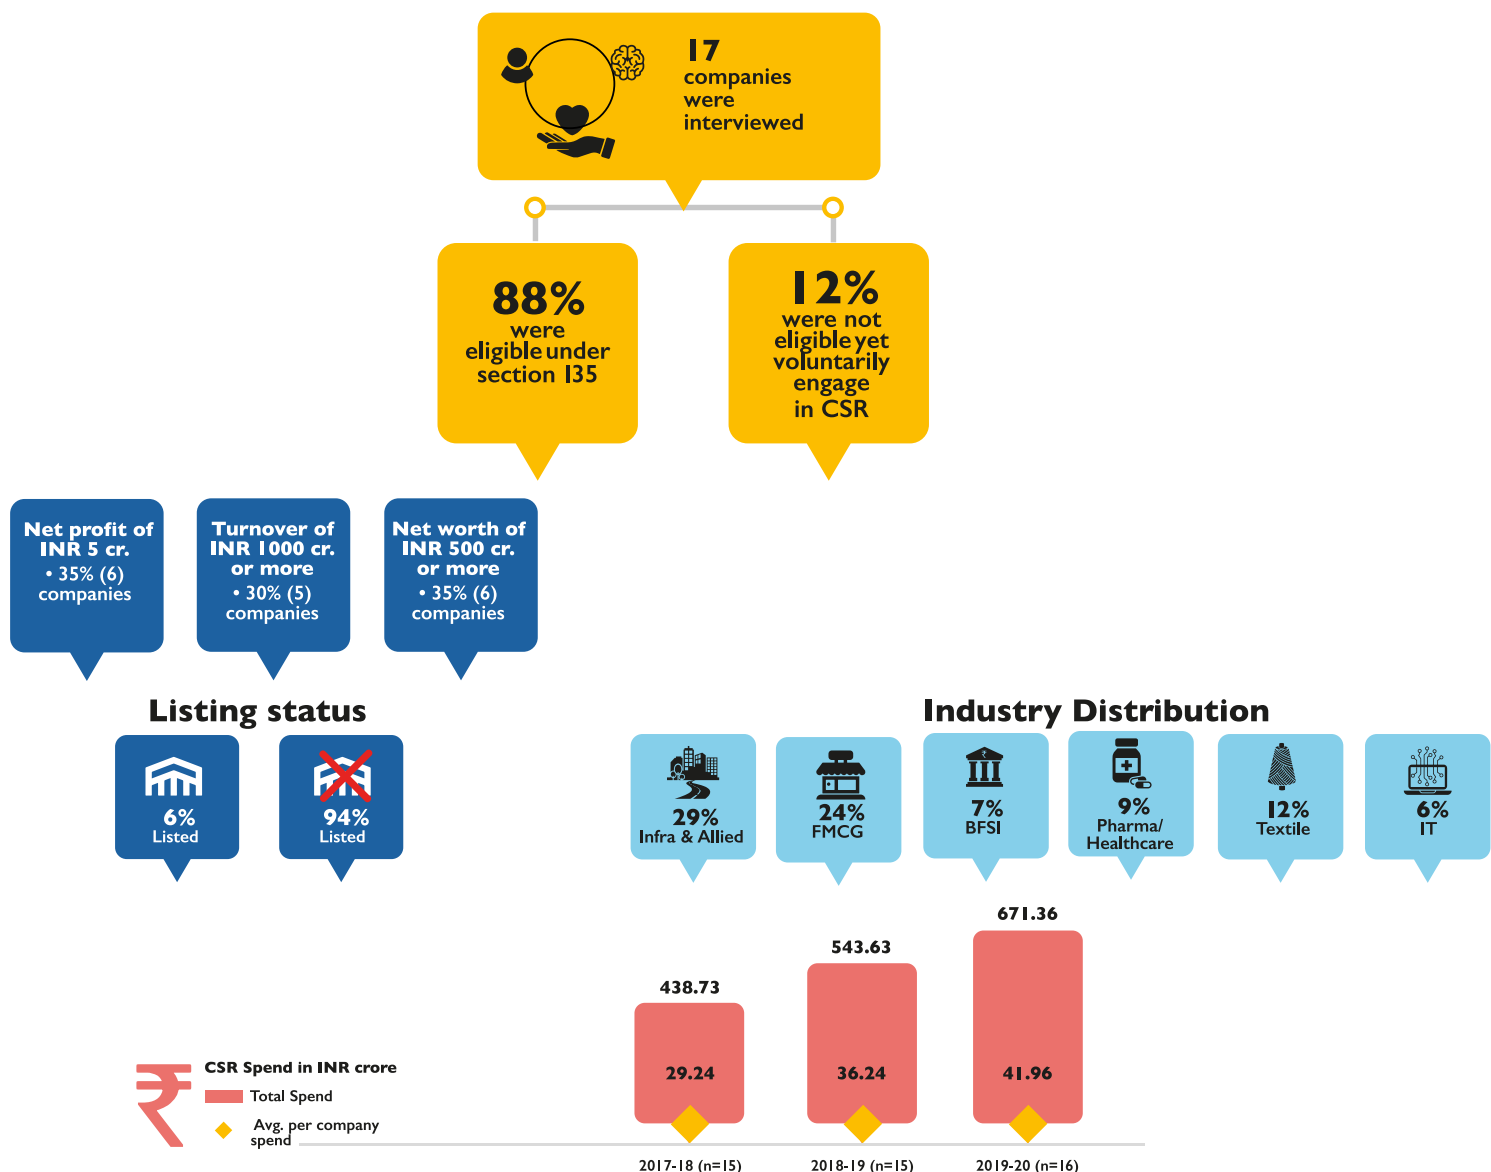 17
companies
were
interviewed
88%
were
eligible under
section 135
12%
were not
eligible yet
voluntarily
engage
in CSR
Net profit of
INR 5 cr.
• 35% (6)
companies
Turnover of
INR 1000 cr.
or more
• 30% (5)
companies
Net worth of
INR 500 cr.
or more
• 35% (6)
companies
Listing status
6%
Listed
94%
Listed
Industry Distribution
29%
Infra & Allied
24%
FMCG
₹
7%
BFSI
9%
Pharma/
Healthcare
12%
Textile
6%
IT
₹
CSR Spend in INR crore
Total Spend
Avg. per company
spend
438.73
29.24
543.63
36.24
671.36
41.96
2017-18 (n=15)
2018-19 (n=15)
2019-20 (n=16)